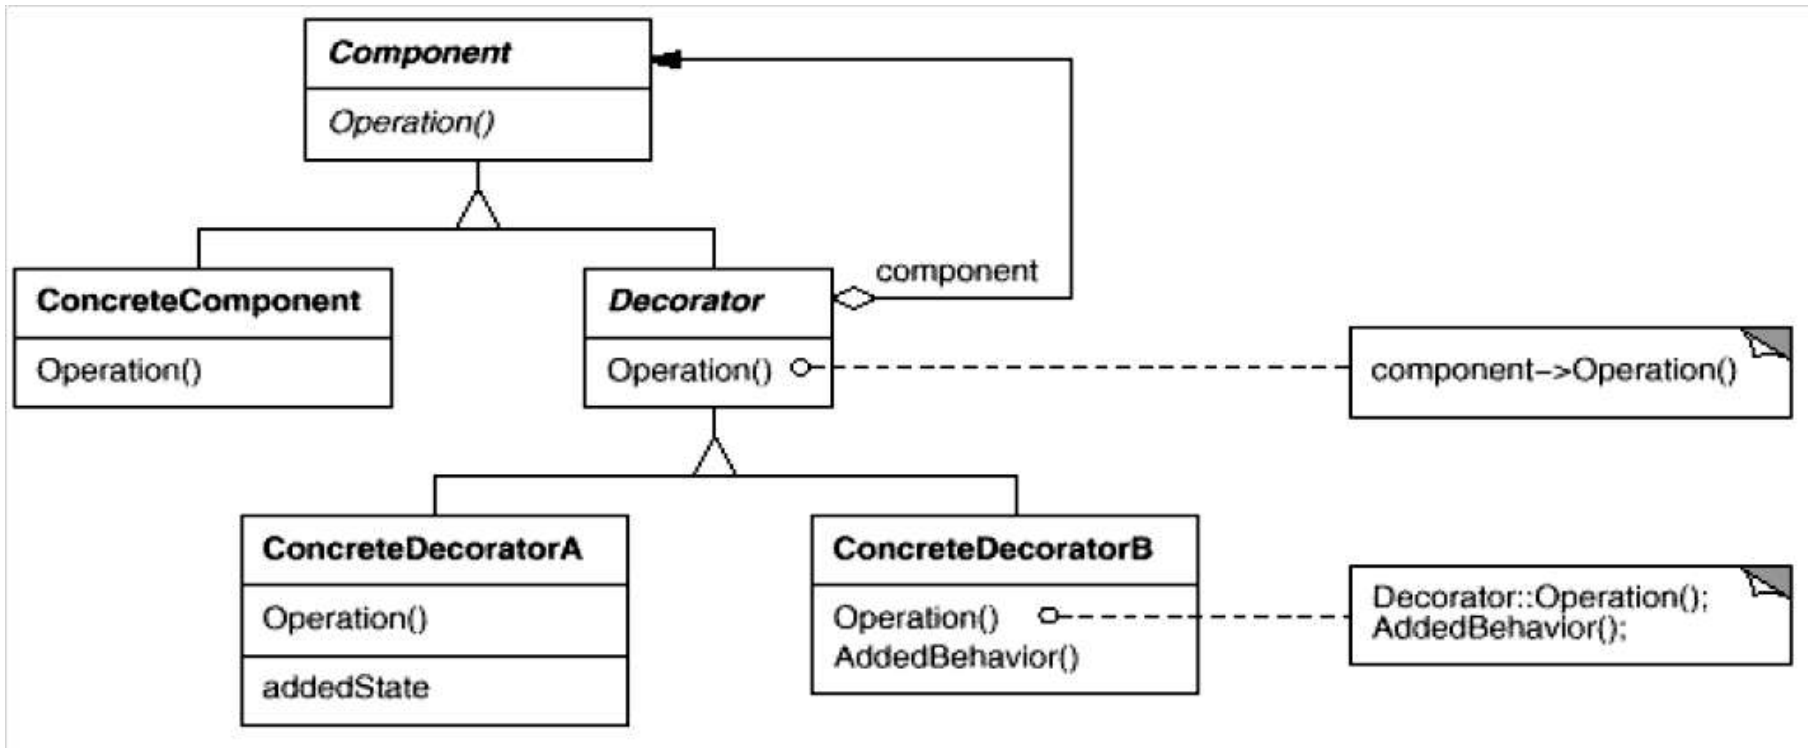 Component
Operation()
component
ConcreteComponent
Operation()
Decorator
Operation()
component–>Operation()
ConcreteDecoratorA
Operation()
addedState
ConcreteDecoratorB
Operation()
AddedBehavior()
Decorator::Operation();
AddedBehavior();